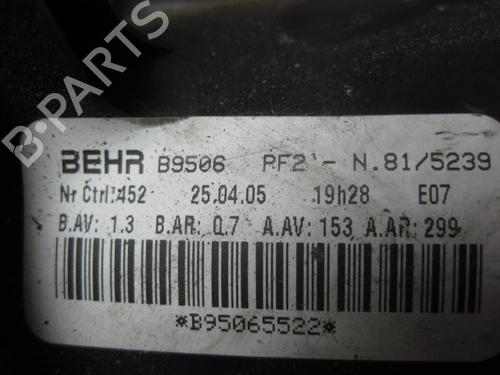 B-PARTS
BEHR B9506 PF2 - N.81/5239
Nr Ctrl:452 25.04.05 19h28 E07
B.AV: 1.3 B.AR: 0.7 A.AV: 153 A.AR: 299
*B95065522*